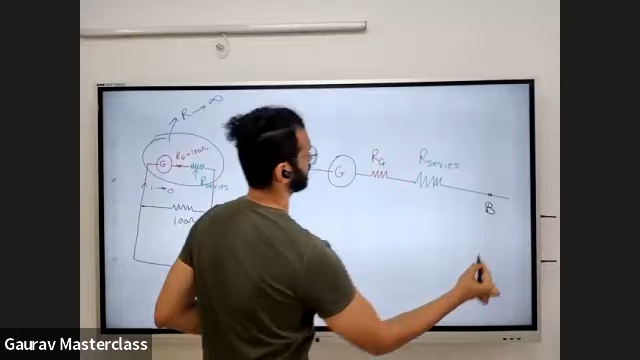 R → ∞
G
R_G = 100Ω
R_series
i → 0
100Ω
G
R_G
R_series
B
Gaurav Masterclass